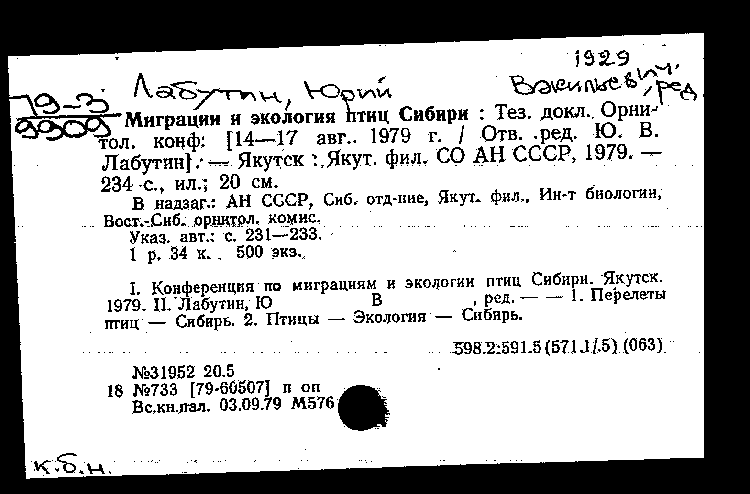 1929
Лабутин, Юрий Васильевич, ред.
79-3
9909
Миграции и экология птиц Сибири : Тез. докл. Орни-
тол. конф. [14—17 авг. 1979 г. / Отв. ред. Ю. В.
Лабутин]. — Якутск : Якут. фил. СО АН СССР, 1979. —
234 с., ил.; 20 см.
В надзаг.: АН СССР, Сиб. отд-ние, Якут. фил., Ин-т биологии,
Вост.-Сиб. орнитол. комис.
Указ. авт.: с. 231—233.
1 р. 34 к. 500 экз.
I. Конференция по миграциям и экологии птиц Сибири. Якутск.
1979. II. Лабутин, Ю В , ред. — — 1. Перелеты
птиц — Сибирь. 2. Птицы — Экология — Сибирь.
598.2:591.5(571.1/.5)(063)
№31952 20.5
18 №733 [79-60507] п оп
Вс.кн.пал. 03.09.79 М576
к.б.н.